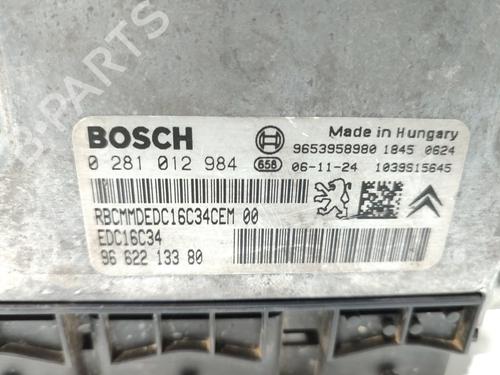 BOSCH
Made in Hungary
9653958980 1845 0624
0 281 012 984 658 06-11-24 1039S15645
RBCMMDEDC16C34CEM 00
EDC16C34
96 622 133 80